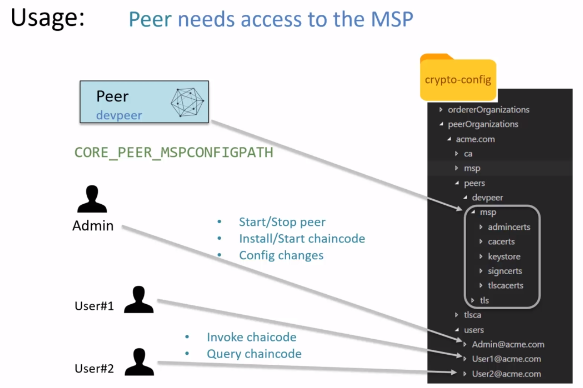 Usage: Peer needs access to the MSP
crypto-config
Peer
devpeer
CORE_PEER_MSPCONFIGPATH
Admin
• Start/Stop peer
• Install/Start chaincode
• Config changes
User#1
• Invoke chaicode
• Query chaincode
User#2
ordererOrganizations
peerOrganizations
acme.com
ca
msp
peers
devpeer
msp
admincerts
cacerts
keystore
signcerts
tlscacerts
tls
tlsca
users
Admin@acme.com
User1@acme.com
User2@acme.com